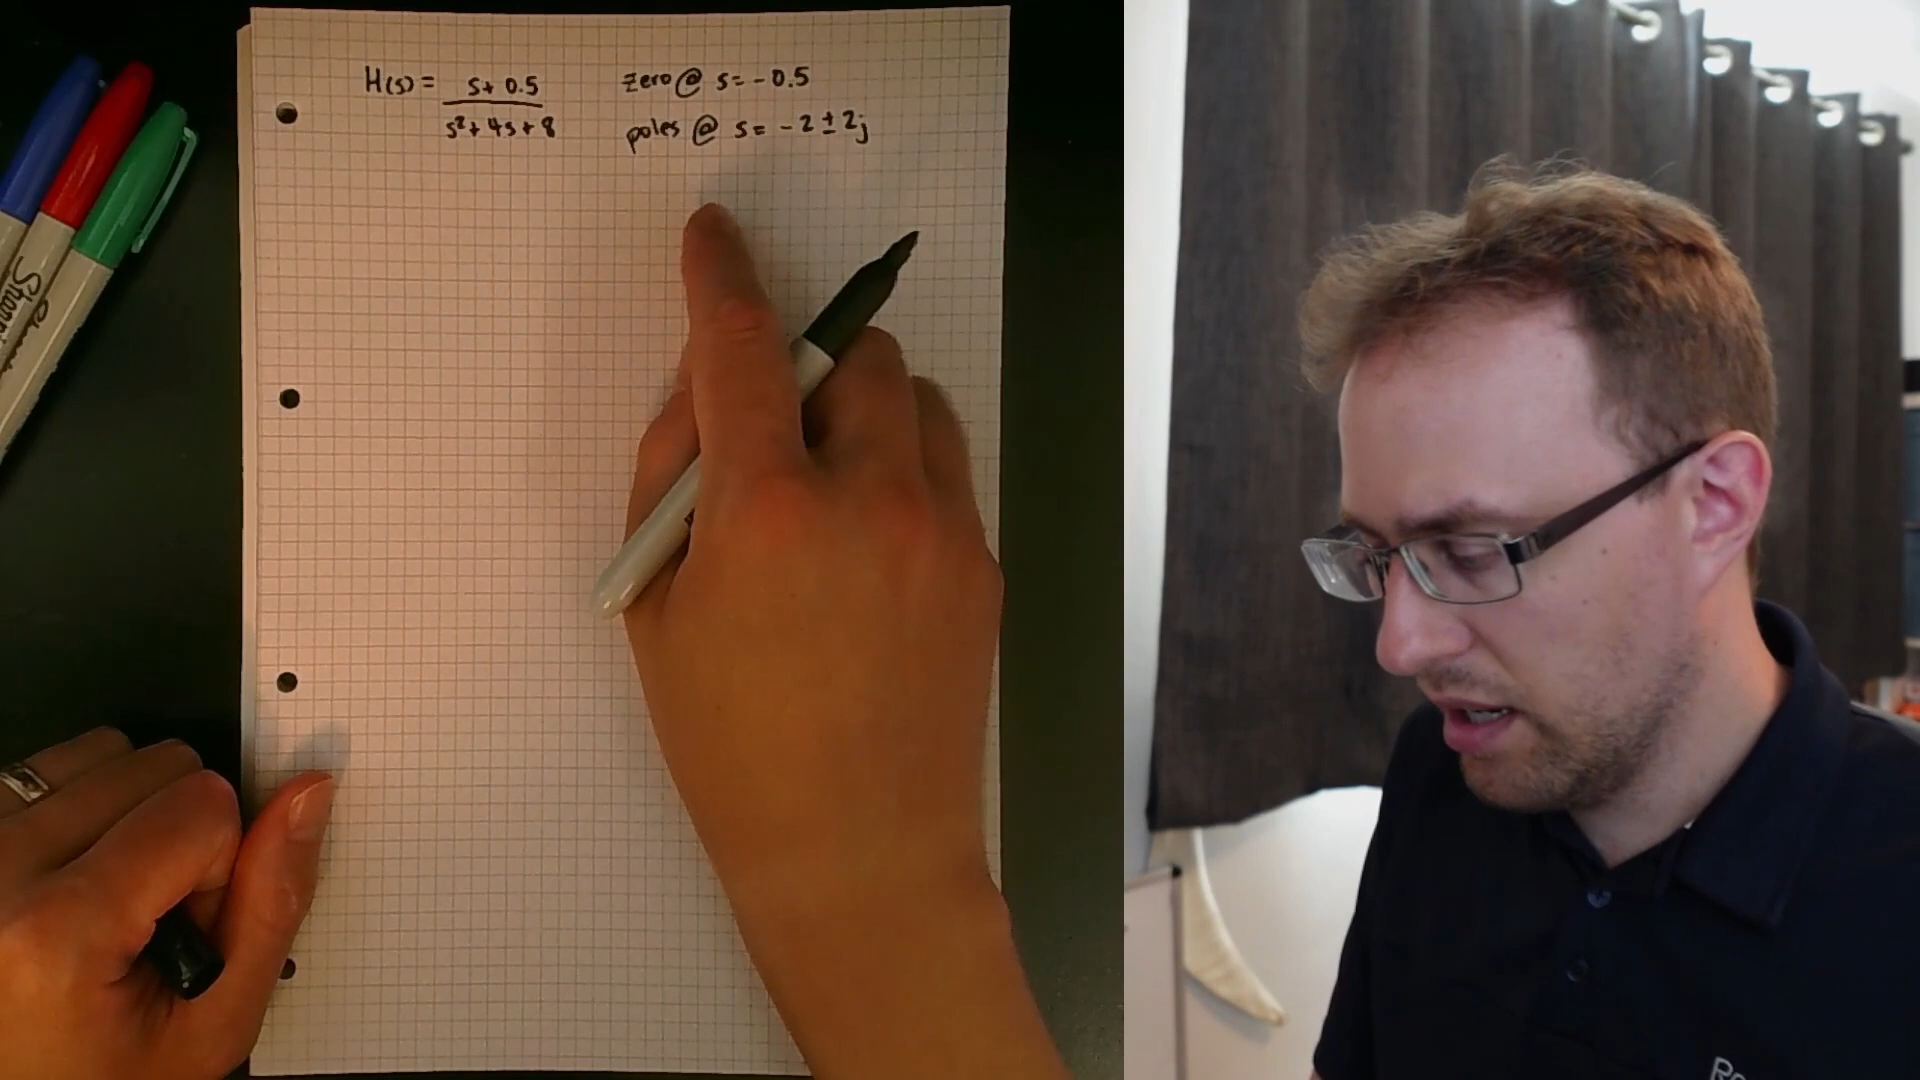 H(s) = s + 0.5
s² + 4s + 8
zero @ s = -0.5
poles @ s = -2 ± 2j